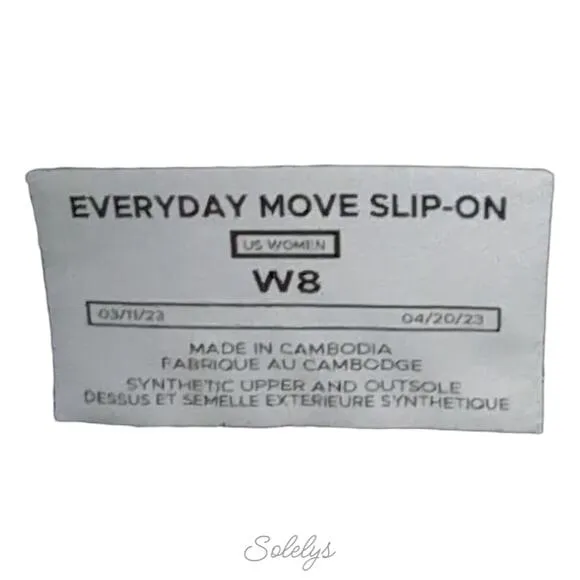 EVERYDAY MOVE SLIP-ON
US WOMEN
W8
03/11/23 04/20/23
MADE IN CAMBODIA
FABRIQUE AU CAMBODGE
SYNTHETIC UPPER AND OUTSOLE
DESSUS ET SEMELLE EXTERIEURE SYNTHETIQUE
Solelys